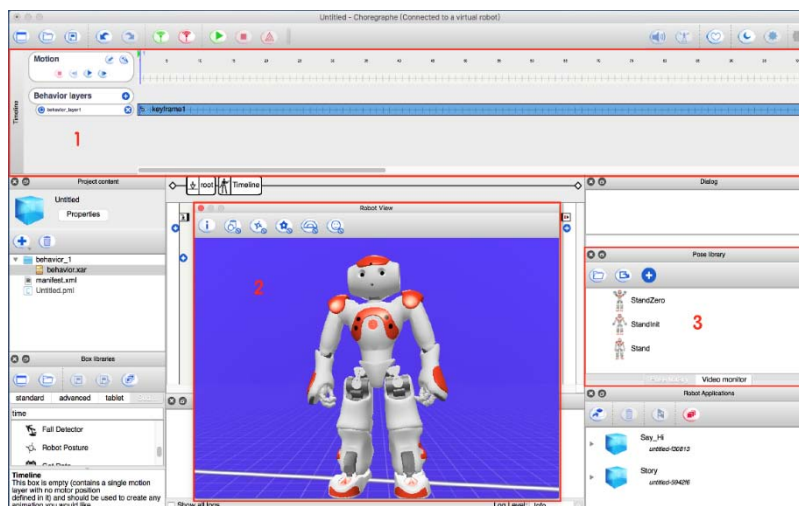 Untitled - Choregraphe (Connected to a virtual robot)
Motion
Behavior layers
behavior_layer1
keyframe1
Timeline
1
Project content
root
Timeline
Dialog
Untitled
Properties
Robot View
behavior_1
behavior.xar
manifest.xml
Untitled.pml
2
Pose library
StandZero
StandInit
Stand
3
Video monitor
Box libraries
standard
advanced
tablet
time
Fall Detector
Robot Posture
Robot Applications
Say_Hi
Story
Timeline
This box is empty (contains a single motion
layer with no motor position
defined in it) and should be used to create any
animation you would like.
Show all logs
Log Level:
Info